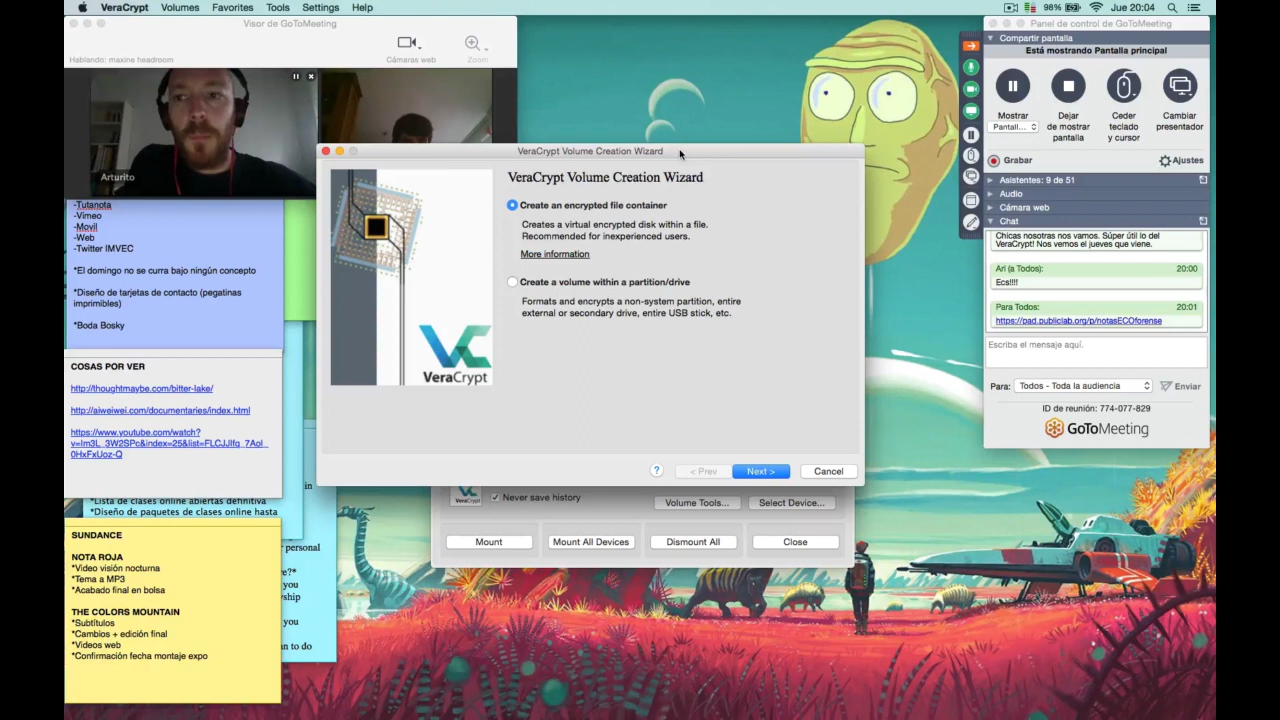 VeraCrypt Volumes Favorites Tools Settings Help
98% Jue 20:04
Visor de GoToMeeting
Hablando: maxine headroom
Cámaras web
Zoom
Arturito
-Tutanota
-Vimeo
-Movil
-Web
-Twitter IMVEC
*El domingo no se curra bajo ningún concepto
*Diseño de tarjetas de contacto (pegatinas
imprimibles)
*Boda Bosky
COSAS POR VER
http://thoughtmaybe.com/bitter-lake/
http://aiweiwei.com/documentaries/index.html
https://www.youtube.com/watch?
v=Im3L_3W2SPc&index=25&list=FLCJJlfq_7Aol_
0HxFxUoz-Q
*Lista de clases online abiertas definitiva
*Diseño de paquetes de clases online hasta
SUNDANCE
NOTA ROJA
*Video visión nocturna
*Tema a MP3
*Acabado final en bolsa
THE COLORS MOUNTAIN
*Subtítulos
*Cambios + edición final
*Videos web
*Confirmación fecha montaje expo
in
personal
e?*
you
ship
you
an to do
VeraCrypt Volume Creation Wizard
VeraCrypt Volume Creation Wizard
Create an encrypted file container
Creates a virtual encrypted disk within a file.
Recommended for inexperienced users.
More information
Create a volume within a partition/drive
Formats and encrypts a non-system partition, entire
external or secondary drive, entire USB stick, etc.
VeraCrypt
? < Prev Next > Cancel
VeraCrypt
Never save history
Volume Tools... Select Device...
Mount Mount All Devices Dismount All Close
Panel de control de GoToMeeting
Compartir pantalla
Está mostrando Pantalla principal
Mostrar
Pantall...
Dejar
de mostrar
pantalla
Ceder
teclado
y cursor
Cambiar
presentador
Grabar
Ajustes
Asistentes: 9 de 51
Audio
Cámara web
Chat
Chicas nosotras nos vamos. Súper útil lo del
VeraCrypt! Nos vemos el jueves que viene.
Ari (a Todos): 20:00
Ecs!!!!
Para Todos: 20:01
https://pad.publiclab.org/p/notasECOforense
Escriba el mensaje aquí.
Para: Todos - Toda la audiencia Enviar
ID de reunión: 774-077-829
GoToMeeting